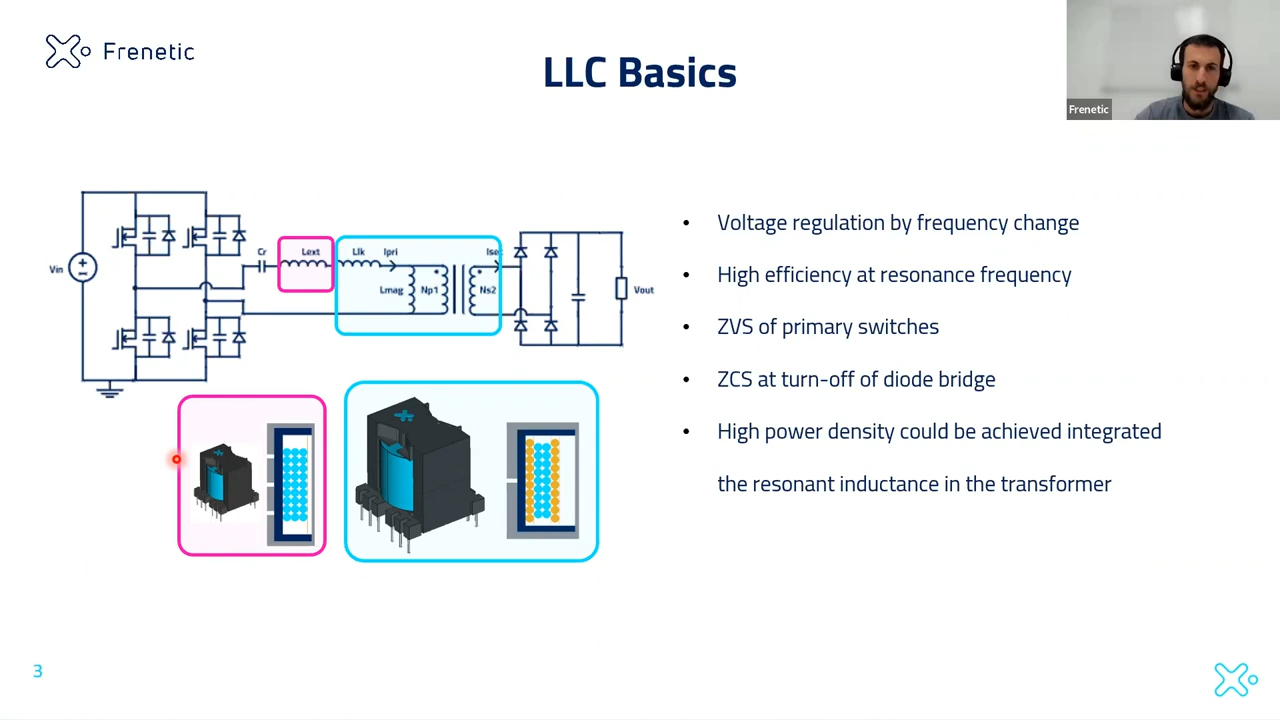 Frenetic
LLC Basics
Frenetic
Vin
Cr
Lext
Llk
Ipri
Lmag
Np1
Ns2
Vout
• Voltage regulation by frequency change
• High efficiency at resonance frequency
• ZVS of primary switches
• ZCS at turn-off of diode bridge
• High power density could be achieved integrated
the resonant inductance in the transformer
3